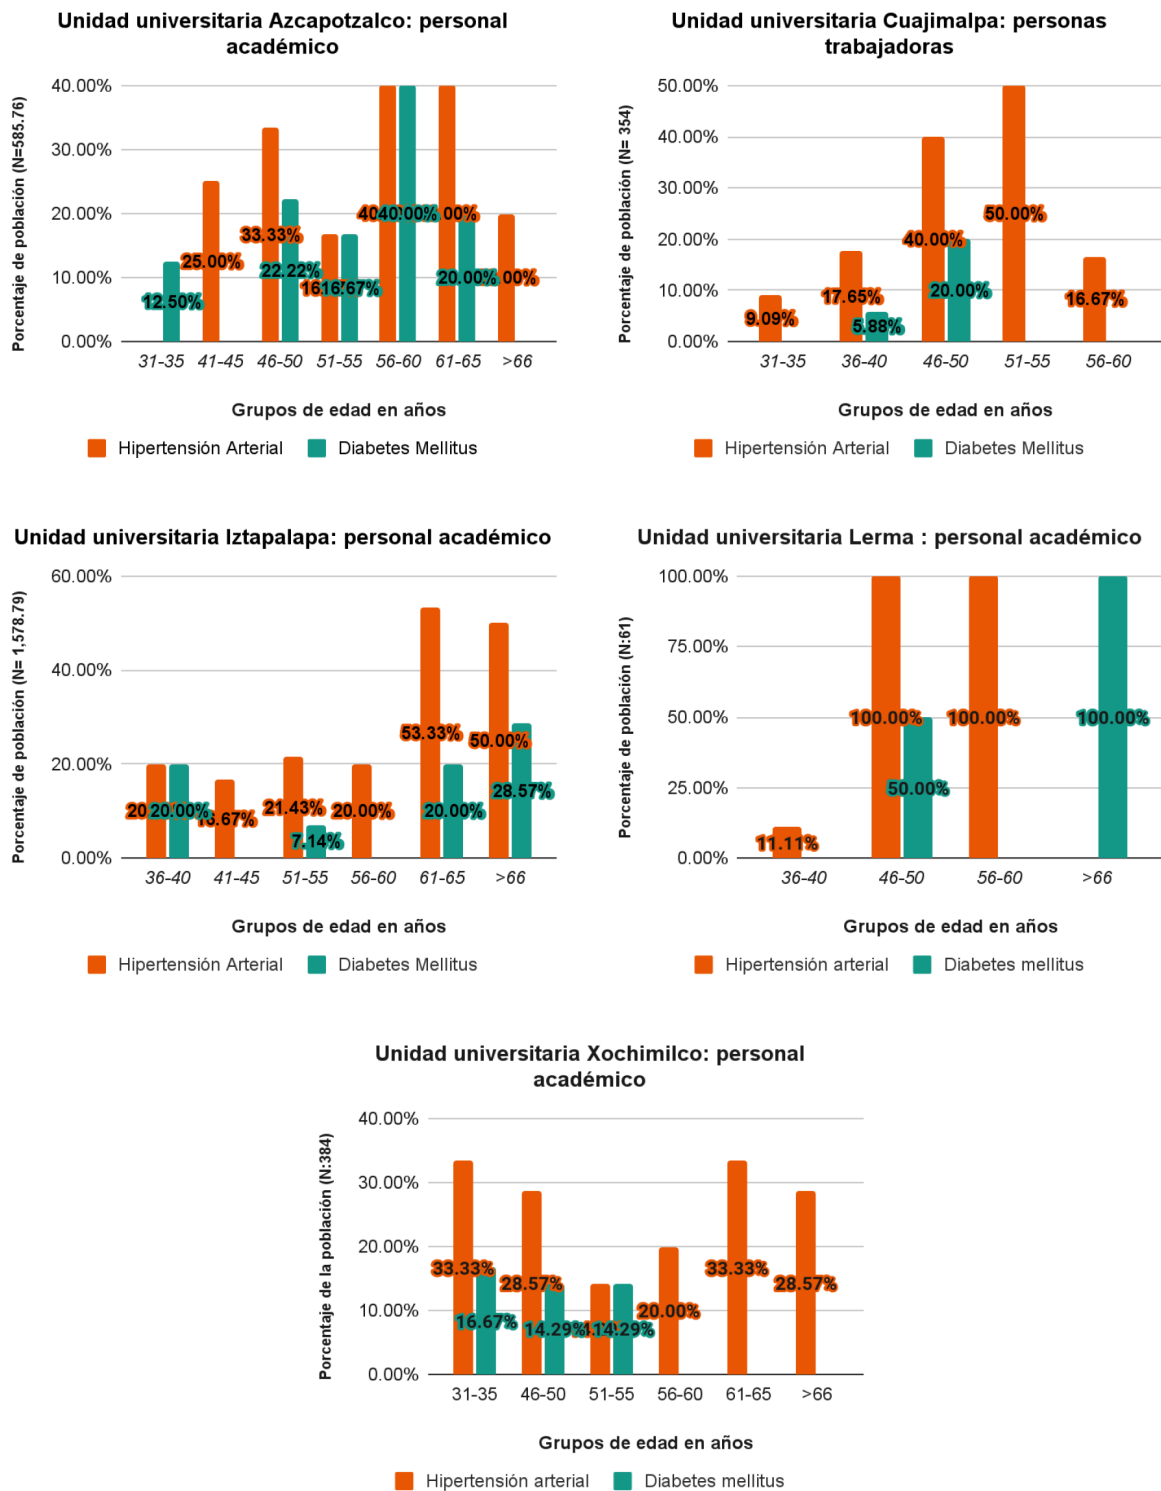 Unidad universitaria Azcapotzalco: personal
académico
Porcentaje de población (N=585.76)
40.00%
30.00%
20.00%
10.00%
0.00%
12.50%
25.00%
33.33%
22.22%
16.67%
40.00%
20.00%
31-35 41-45 46-50 51-55 56-60 61-65 >66
Grupos de edad en años
Hipertensión Arterial Diabetes Mellitus
Unidad universitaria Cuajimalpa: personas
trabajadoras
Porcentaje de población (N= 354)
50.00%
40.00%
30.00%
20.00%
10.00%
0.00%
9.09%
17.65%
5.88%
40.00%
20.00%
50.00%
16.67%
31-35 36-40 46-50 51-55 56-60
Grupos de edad en años
Hipertensión Arterial Diabetes Mellitus
Unidad universitaria Iztapalapa: personal académico
Porcentaje de población (N= 1,578.79)
60.00%
40.00%
20.00%
0.00%
20.00%
21.43%
7.14%
20.00%
53.33%
20.00%
50.00%
28.57%
36-40 41-45 51-55 56-60 61-65 >66
Grupos de edad en años
Hipertensión Arterial Diabetes Mellitus
Unidad universitaria Lerma : personal académico
Porcentaje de población (N:61)
100.00%
75.00%
50.00%
25.00%
0.00%
11.11%
100.00%
50.00%
100.00%
100.00%
36-40 46-50 56-60 >66
Grupos de edad en años
Hipertensión arterial Diabetes mellitus
Unidad universitaria Xochimilco: personal
académico
Porcentaje de la población (N:384)
40.00%
30.00%
20.00%
10.00%
0.00%
33.33%
16.67%
28.57%
14.29%
14.29%
20.00%
33.33%
28.57%
31-35 46-50 51-55 56-60 61-65 >66
Grupos de edad en años
Hipertensión arterial Diabetes mellitus